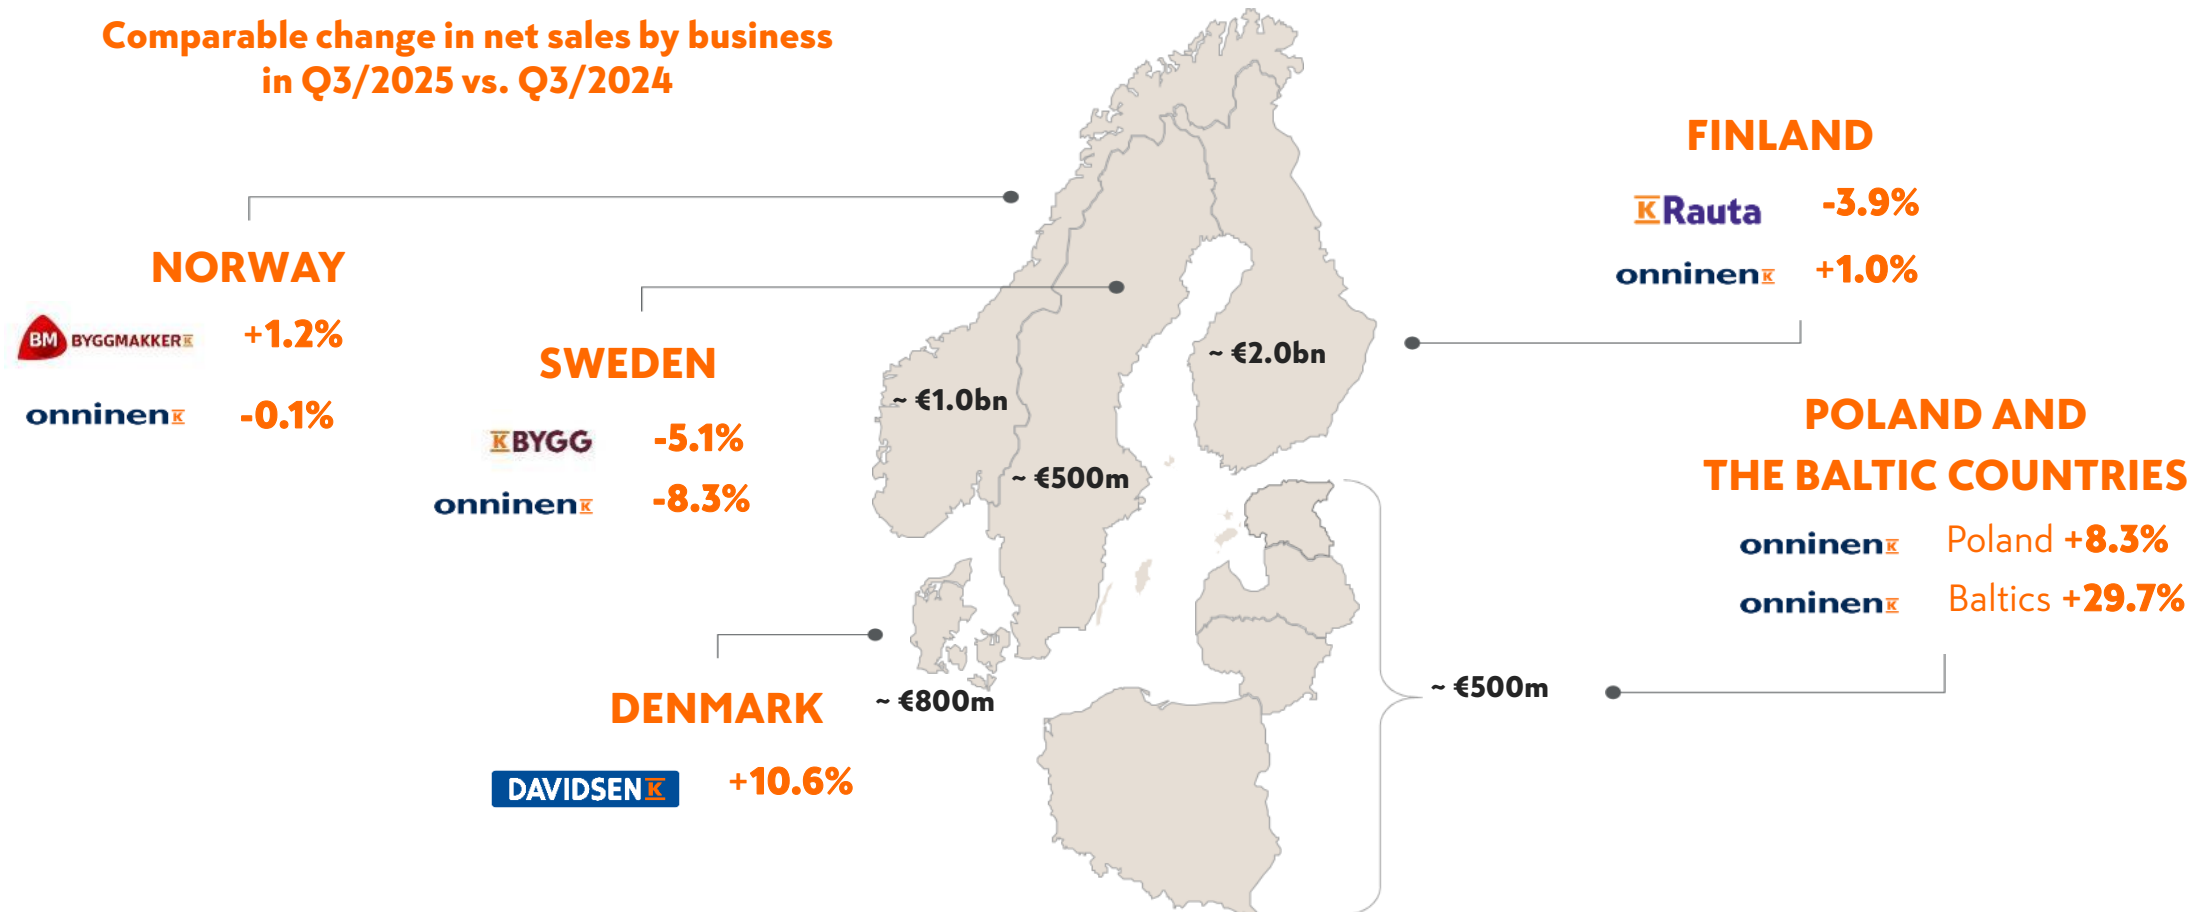 Comparable change in net sales by business
in Q3/2025 vs. Q3/2024
NORWAY
BM BYGGMAKKER K +1.2%
onninen K -0.1%
SWEDEN
K BYGG -5.1%
onninen K -8.3%
DENMARK
DAVIDSEN K +10.6%
~ €1.0bn
~ €500m
~ €2.0bn
~ €800m
~ €500m
FINLAND
K Rauta -3.9%
onninen K +1.0%
POLAND AND
THE BALTIC COUNTRIES
onninen K Poland +8.3%
onninen K Baltics +29.7%